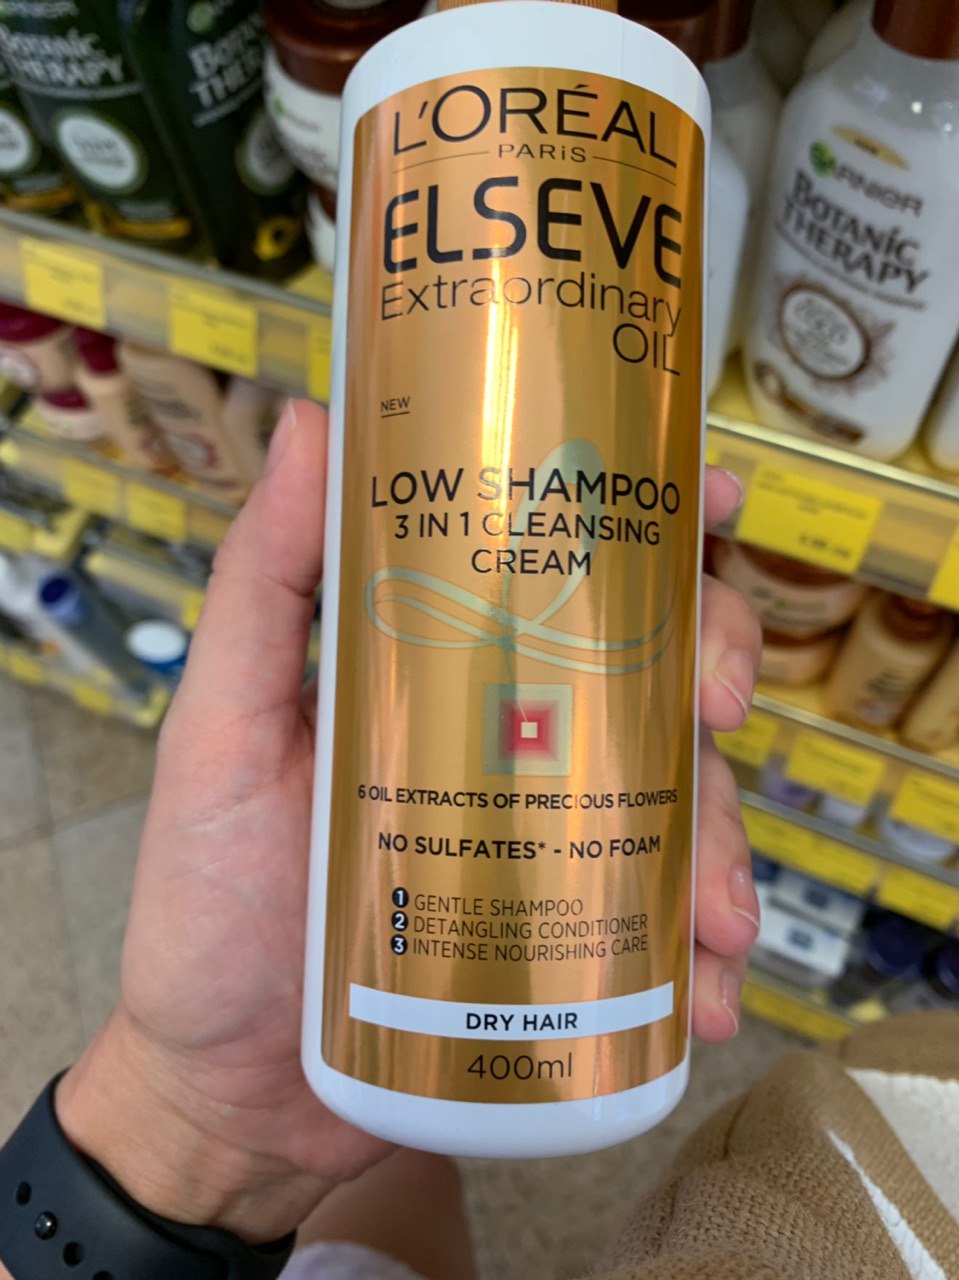 L'ORÉAL
PARiS
ELSEVE
Extraordinary
OIL
NEW
LOW SHAMPOO
3 IN 1 CLEANSING
CREAM
6 OIL EXTRACTS OF PRECIOUS FLOWERS
NO SULFATES* - NO FOAM
1 GENTLE SHAMPOO
2 DETANGLING CONDITIONER
3 INTENSE NOURISHING CARE
DRY HAIR
400ml
GARNIER
BOTANíC
THERAPY
BOTANíC
THERAPY